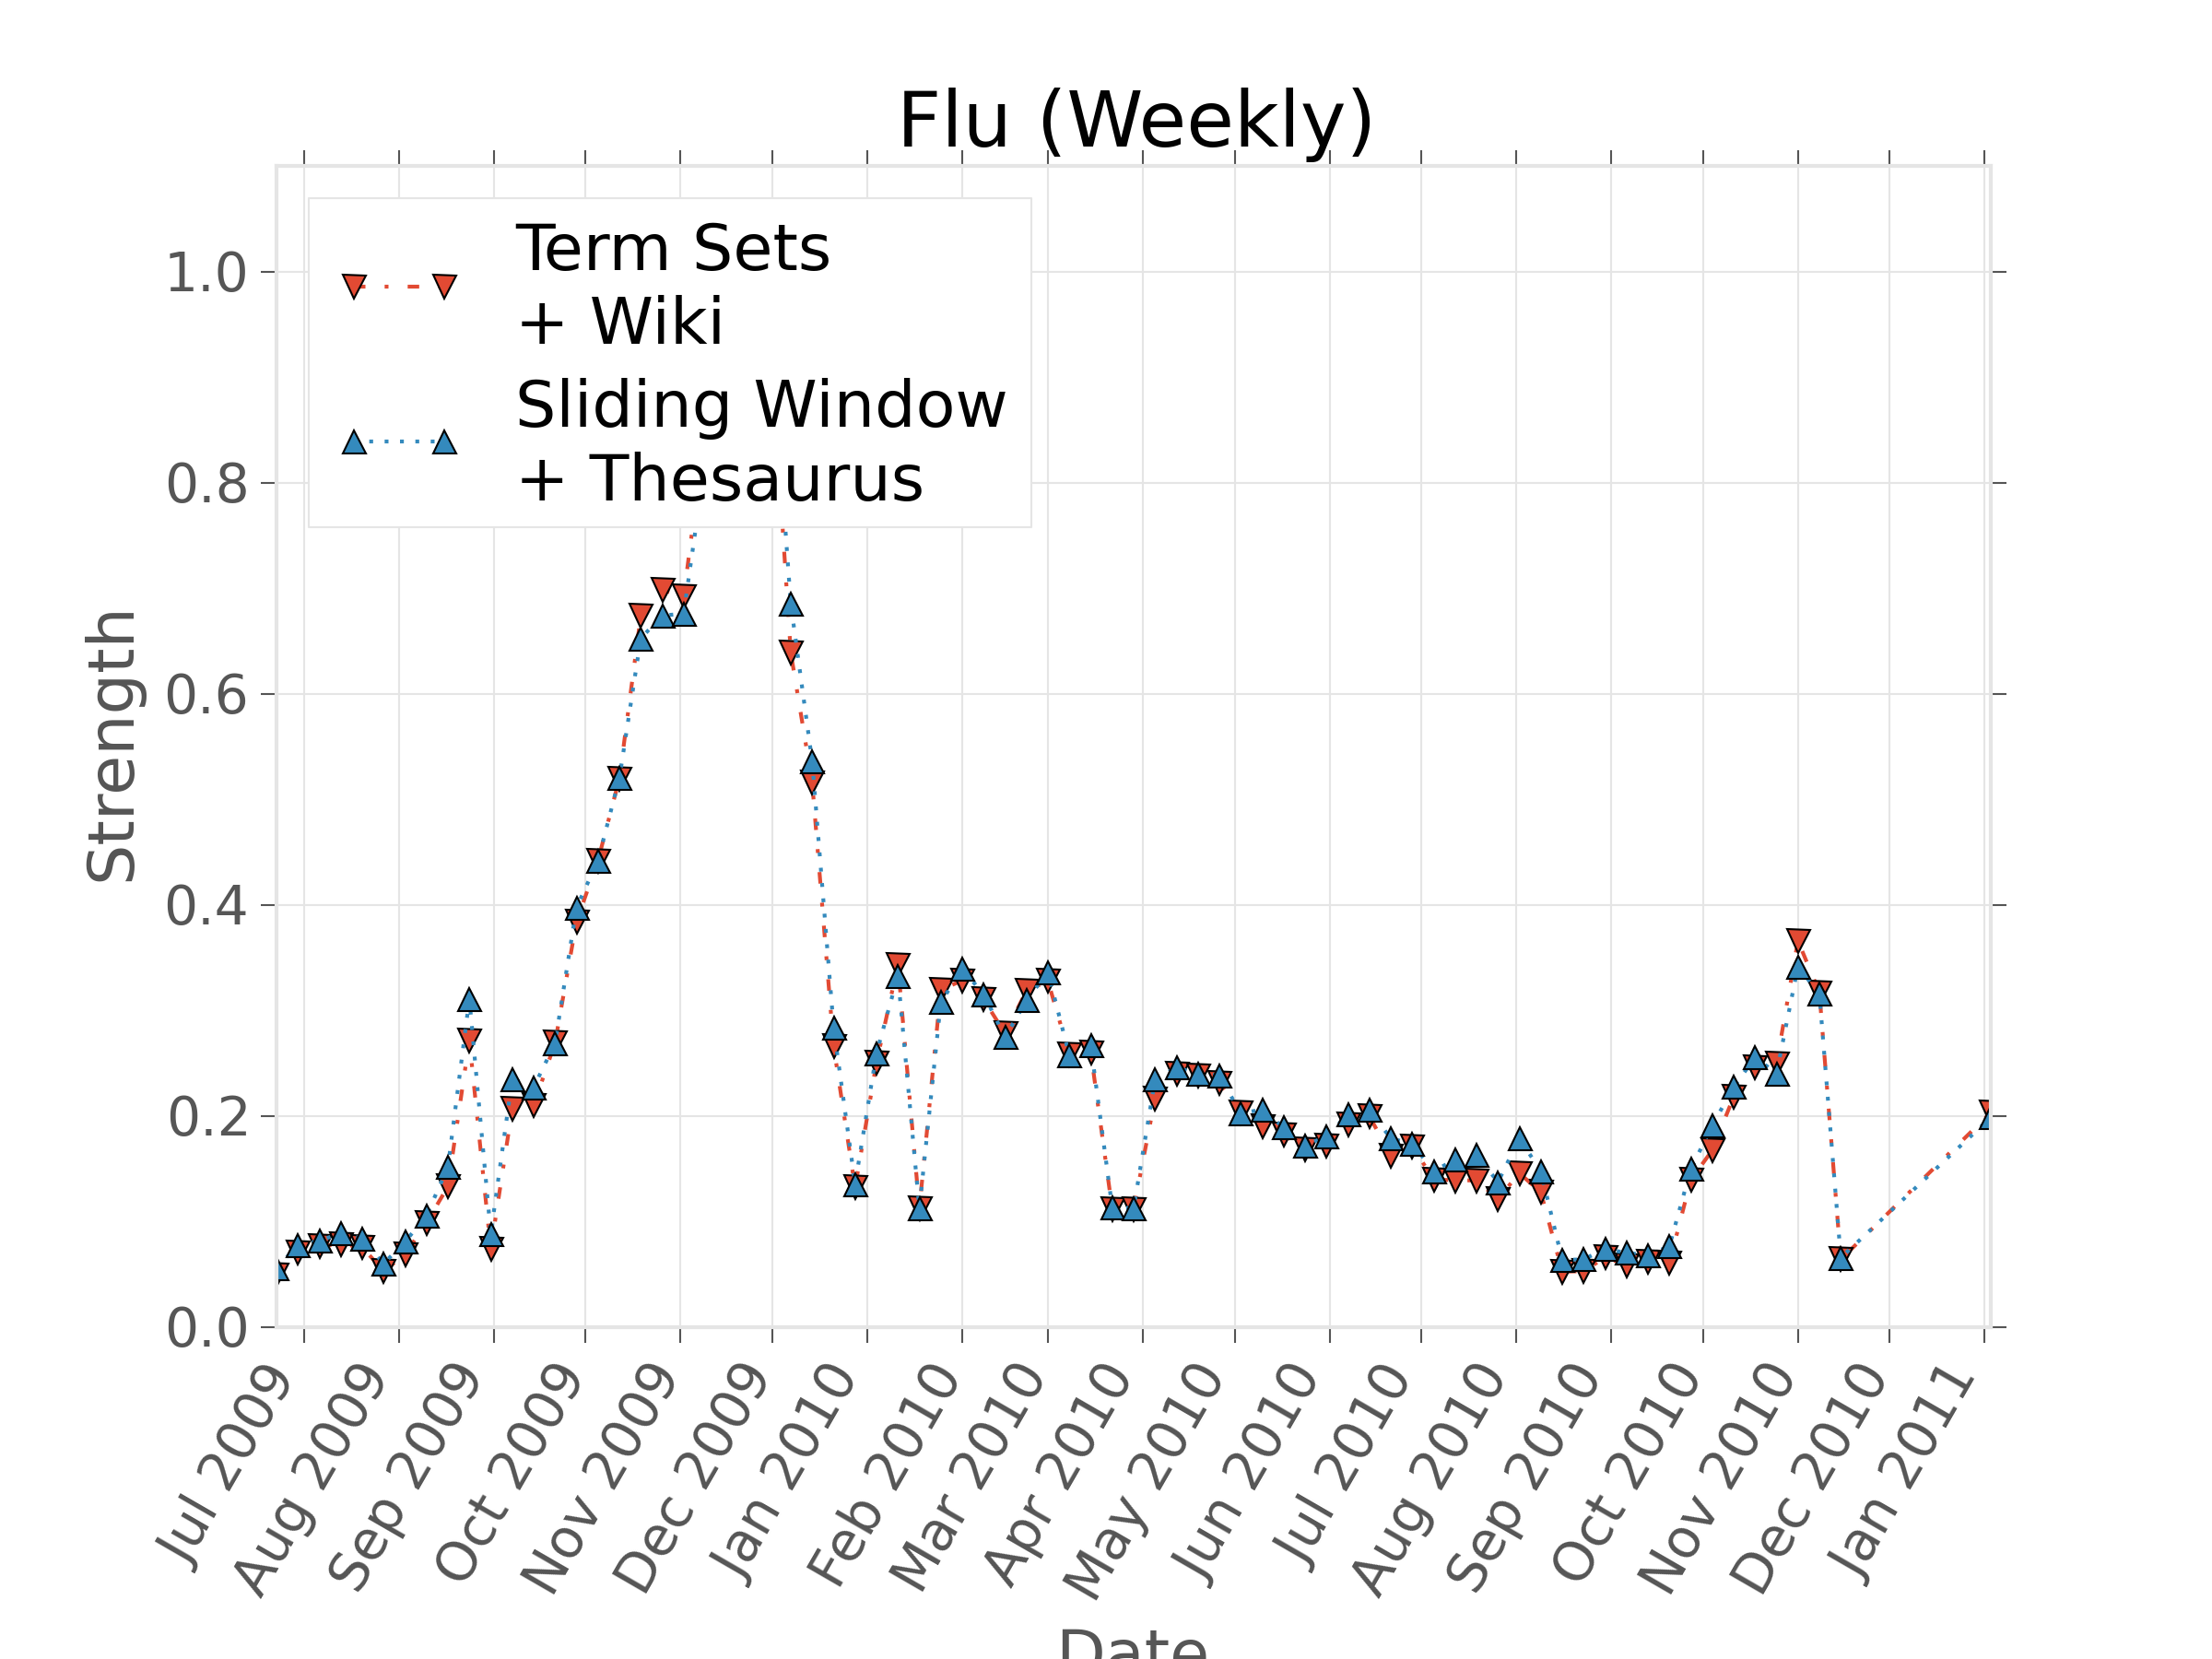 Flu (Weekly)
Term Sets
+ Wiki
Sliding Window
+ Thesaurus
1.0
0.8
0.6
0.4
0.2
0.0
Strength
Jul 2009
Aug 2009
Sep 2009
Oct 2009
Nov 2009
Dec 2009
Jan 2010
Feb 2010
Mar 2010
Apr 2010
May 2010
Jun 2010
Jul 2010
Aug 2010
Sep 2010
Oct 2010
Nov 2010
Dec 2010
Jan 2011
Date